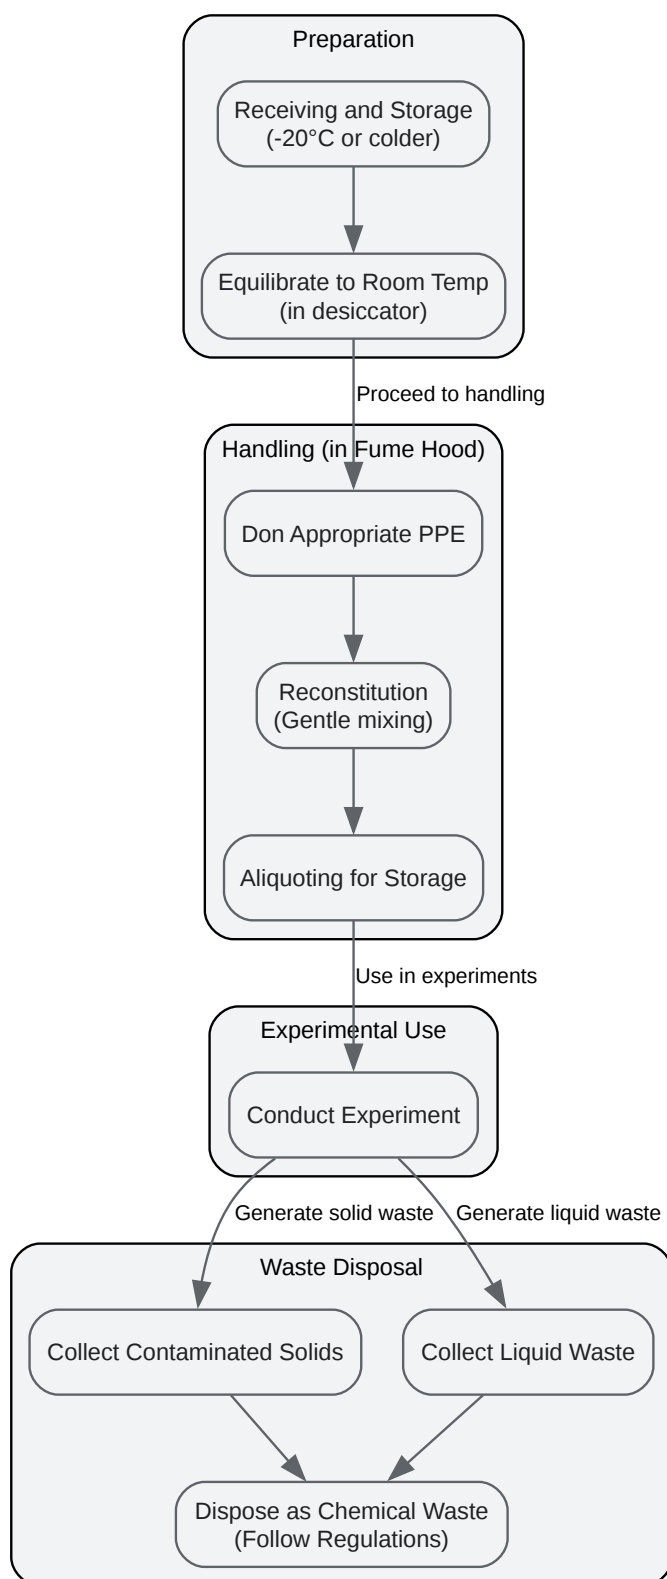 Preparation
Receiving and Storage
(-20°C or colder)
Equilibrate to Room Temp
(in desiccator)
Proceed to handling
Handling (in Fume Hood)
Don Appropriate PPE
Reconstitution
(Gentle mixing)
Aliquoting for Storage
Use in experiments
Experimental Use
Conduct Experiment
Generate solid waste
Generate liquid waste
Waste Disposal
Collect Contaminated Solids
Collect Liquid Waste
Dispose as Chemical Waste
(Follow Regulations)